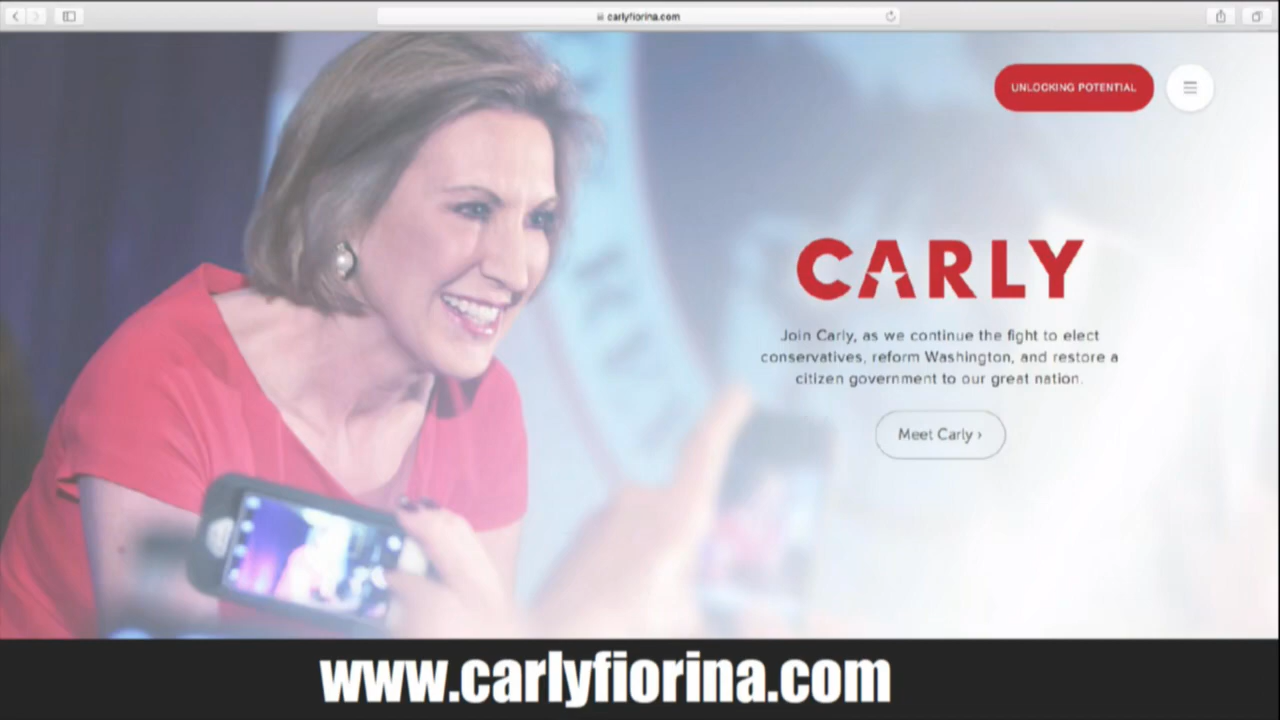 carlyfiorina.com
UNLOCKING POTENTIAL
CARLY
Join Carly, as we continue the fight to elect
conservatives, reform Washington, and restore a
citizen government to our great nation.
Meet Carly ›
www.carlyfiorina.com